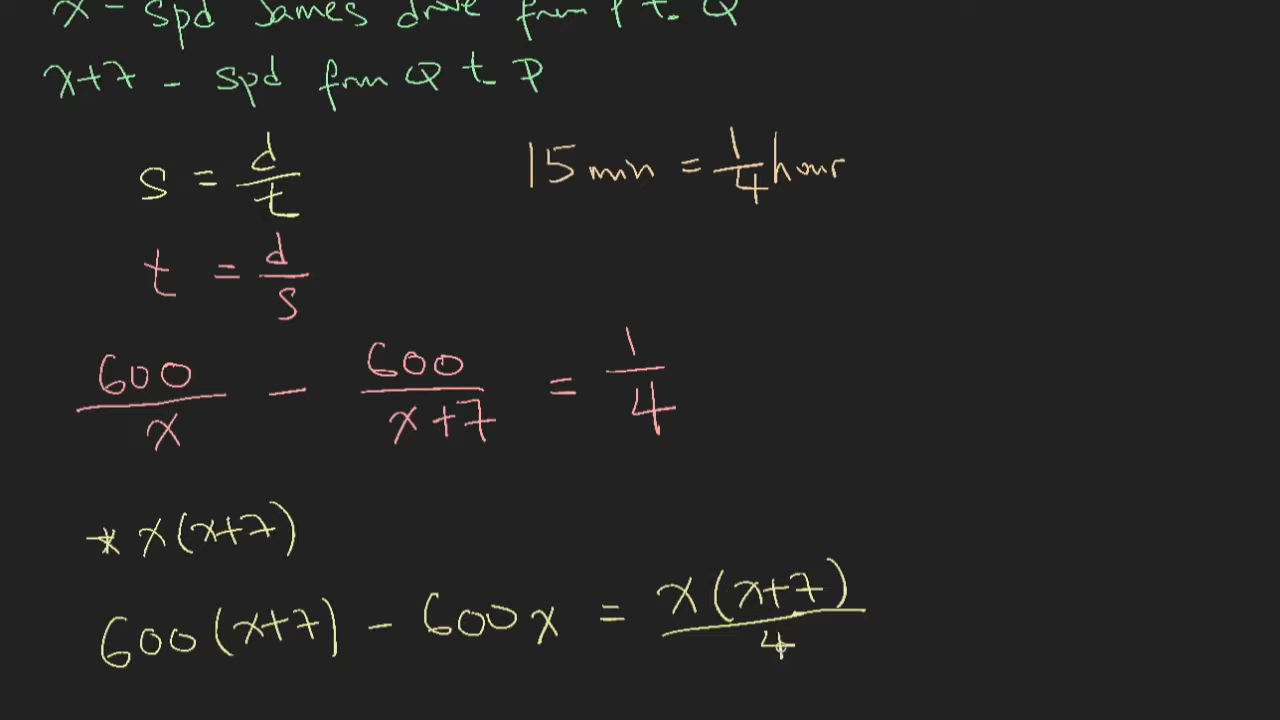 x - spd James drive from P to Q
x+7 - spd from Q to P
s = d/t
15 min = 1/4 hour
t = d/s
600/x - 600/(x+7) = 1/4
* x(x+7)
600(x+7) - 600x = x(x+7)/4